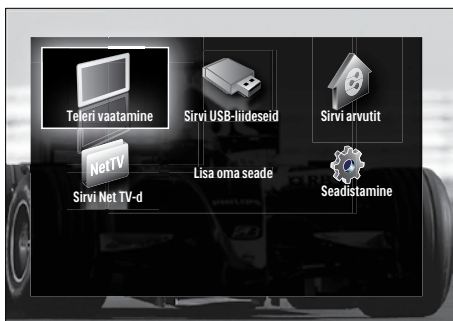 Teleri vaatamine
Sirvi USB-liideseid
Sirvi arvutit
NetTV
Sirvi Net TV-d
Lisa oma seade
Seadistamine